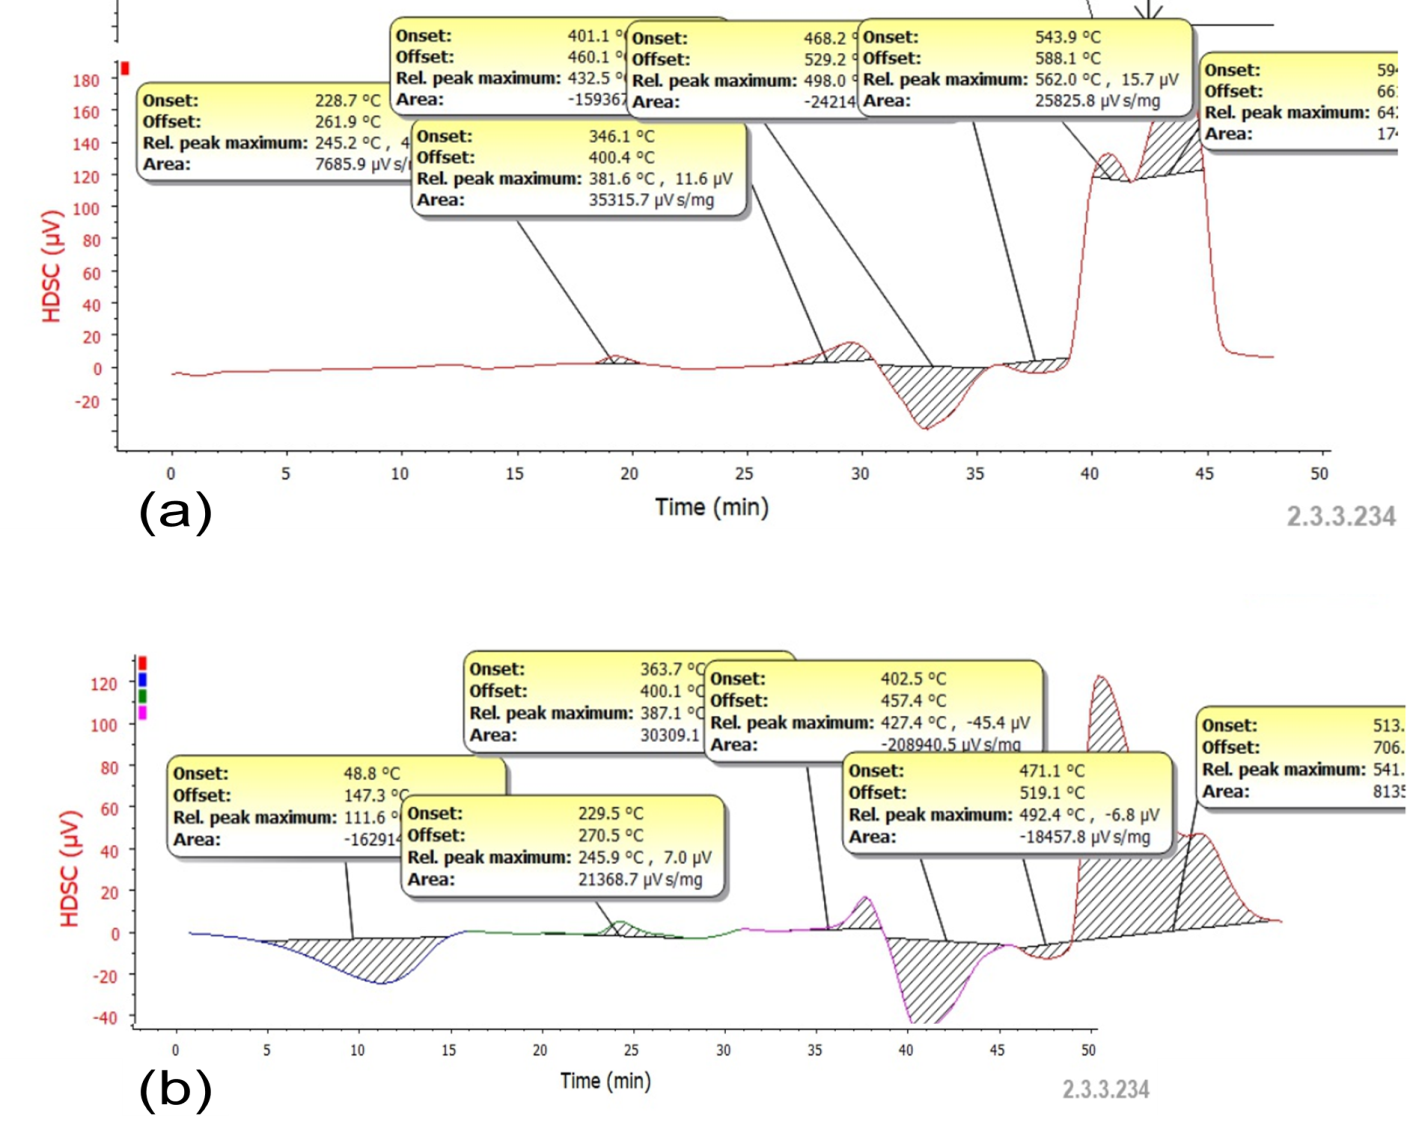 Onset: 401.1 °
Offset: 460.1 °
Rel. peak maximum: 432.5 °
Area: -159367
Onset: 468.2 °
Offset: 529.2 °
Rel. peak maximum: 498.0 °
Area: -24214
Onset: 543.9 °C
Offset: 588.1 °C
Rel. peak maximum: 562.0 °C , 15.7 µV
Area: 25825.8 µV s/mg
Onset: 594
Offset: 66
Rel. peak maximum: 64
Area: 17
Onset: 228.7 °C
Offset: 261.9 °C
Rel. peak maximum: 245.2 °C , 4
Area: 7685.9 µV s/
Onset: 346.1 °C
Offset: 400.4 °C
Rel. peak maximum: 381.6 °C , 11.6 µV
Area: 35315.7 µV s/mg
HDSC (µV)
180
160
140
120
100
80
60
40
20
0
-20
0 5 10 15 20 25 30 35 40 45 50
Time (min)
(a)
2.3.3.234
Onset: 363.7 °C
Offset: 400.1 °C
Rel. peak maximum: 387.1 °C
Area: 30309.1
Onset: 402.5 °C
Offset: 457.4 °C
Rel. peak maximum: 427.4 °C , -45.4 µV
Area: -208940.5 µV s/mg
Onset: 513.
Offset: 706.
Rel. peak maximum: 541.
Area: 8135
Onset: 48.8 °C
Offset: 147.3 °C
Rel. peak maximum: 111.6 °
Area: -162914
Onset: 229.5 °C
Offset: 270.5 °C
Rel. peak maximum: 245.9 °C , 7.0 µV
Area: 21368.7 µV s/mg
Onset: 471.1 °C
Offset: 519.1 °C
Rel. peak maximum: 492.4 °C , -6.8 µV
Area: -18457.8 µV s/mg
HDSC (µV)
120
100
80
60
40
20
0
-20
-40
0 5 10 15 20 25 30 35 40 45 50
Time (min)
(b)
2.3.3.234